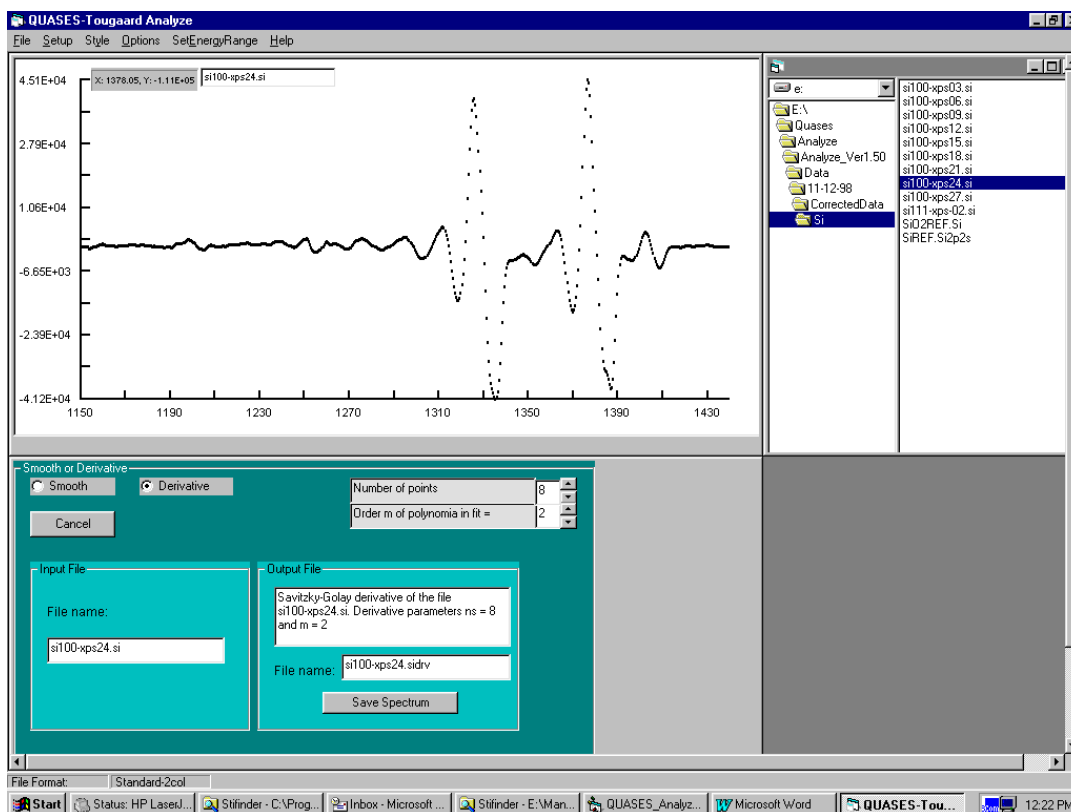 QUASES-Tougaard Analyze
File Setup Style Options SetEnergyRange Help
X: 1378.05, Y: -1.11E+05
si100-xps24.si
4.51E+04
2.79E+04
1.06E+04
-6.65E+03
-2.39E+04
-4.12E+04
1150 1190 1230 1270 1310 1350 1390 1430
e:
E:\
Quases
Analyze
Analyze_Ver1.50
Data
11-12-98
CorrectedData
Si
si100-xps03.si
si100-xps06.si
si100-xps09.si
si100-xps12.si
si100-xps15.si
si100-xps18.si
si100-xps21.si
si100-xps24.si
si100-xps27.si
si111-xps-02.si
SiO2REF.Si
SiREF.Si2p2s
Smooth or Derivative
Smooth
Derivative
Number of points 8
Order m of polynomia in fit = 2
Cancel
Input File
File name:
si100-xps24.si
Output File
Savitzky-Golay derivative of the file
si100-xps24.si. Derivative parameters ns = 8
and m = 2
File name: si100-xps24.sidrv
Save Spectrum
File Format: Standard-2col
Start Status: HP LaserJ... Stifinder - C:\Prog... Inbox - Microsoft ... Stifinder - E:\Man... QUASES_Analyz... Microsoft Word QUASES-Tou... 12:22 PM